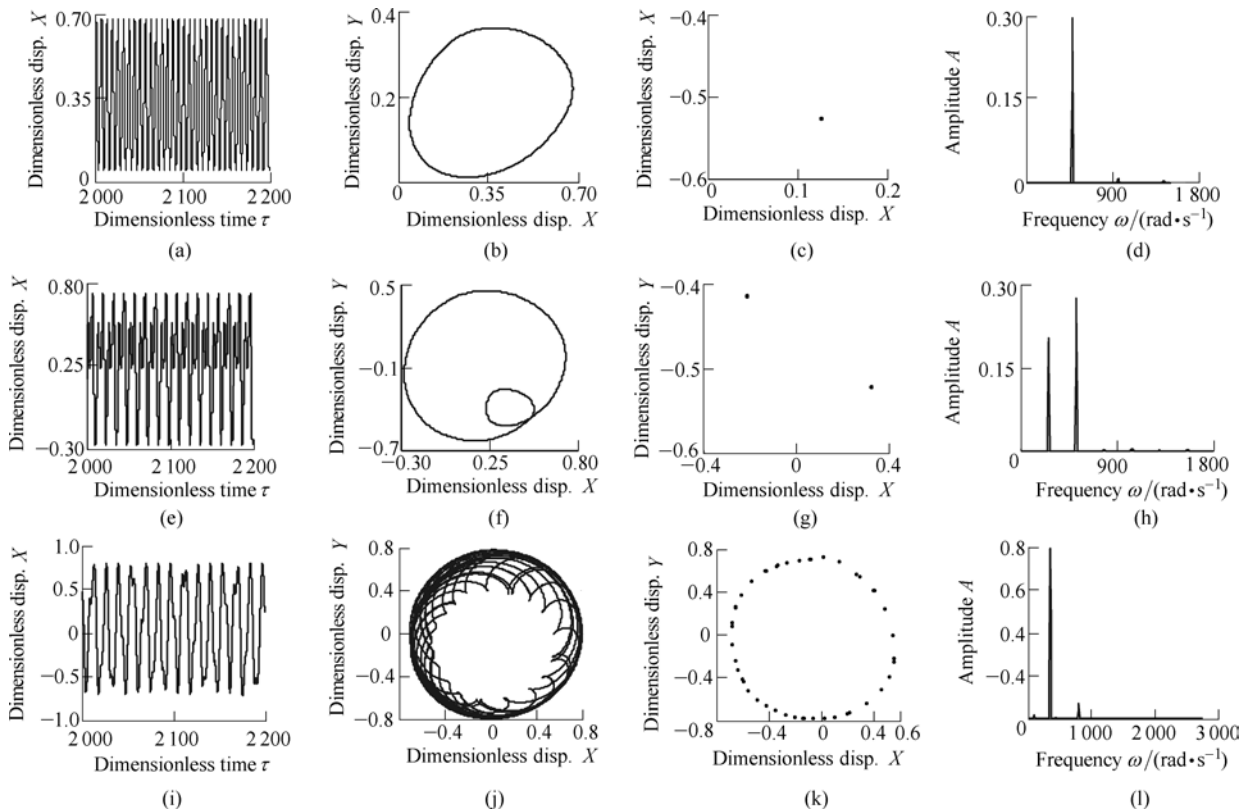 Dimensionless disp. X
0.70
0.35
0
2 000
2 100
2 200
Dimensionless time τ
(a)
Dimensionless disp. Y
0.4
0.2
0
0.35
0.70
Dimensionless disp. X
(b)
Dimensionless disp. X
−0.4
−0.5
−0.6
0
0.1
0.2
Dimensionless disp. X
(c)
Amplitude A
0.30
0.15
0
900
1 800
Frequency ω/(rad•s⁻¹)
(d)
Dimensionless disp. X
0.80
0.25
−0.30
2 000
2 100
2 200
Dimensionless time τ
(e)
Dimensionless disp. Y
0.5
−0.1
−0.7
−0.30
0.25
0.80
Dimensionless disp. X
(f)
Dimensionless disp. Y
−0.4
−0.5
−0.6
−0.4
0
0.4
Dimensionless disp. X
(g)
Amplitude A
0.30
0.15
0
900
1 800
Frequency ω/(rad•s⁻¹)
(h)
Dimensionless disp. X
1.0
0.5
0
−0.5
−1.0
2 000
2 100
2 200
Dimensionless time τ
(i)
Dimensionless disp. Y
0.8
0.4
0
−0.4
−0.8
−0.4
0
0.4
0.8
Dimensionless disp. X
(j)
Dimensionless disp. Y
0.8
0.4
0
−0.4
−0.8
−0.4
0
0.4
0.6
Dimensionless disp. X
(k)
Amplitude A
0.8
0.6
0.4
−0.4
0
1 000
2 000
3 000
Frequency ω/(rad•s⁻¹)
(l)